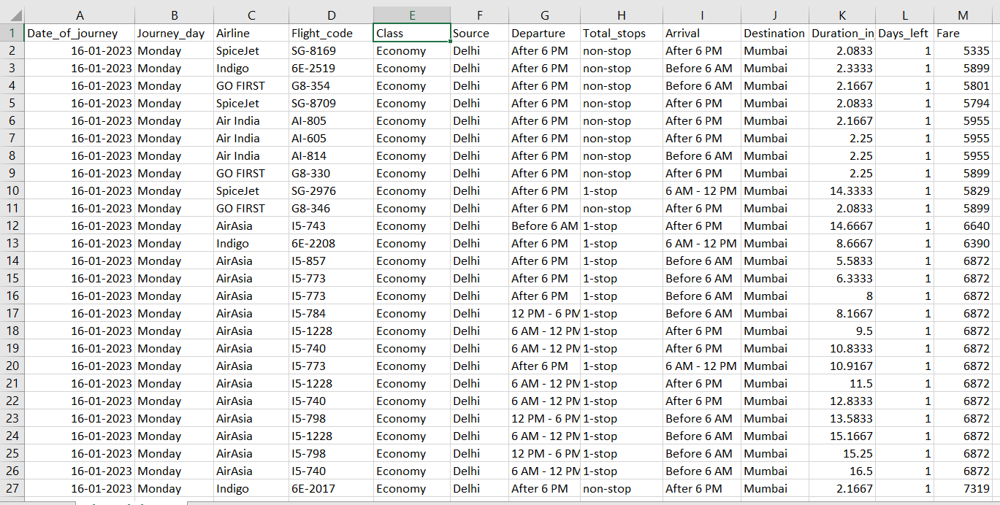 A B C D E F G H I J K L M
1 Date_of_journey Journey_day Airline Flight_code Class Source Departure Total_stops Arrival Destination Duration_in Days_left Fare
2 16-01-2023 Monday SpiceJet SG-8169 Economy Delhi After 6 PM non-stop After 6 PM Mumbai 2.0833 1 5335
3 16-01-2023 Monday Indigo 6E-2519 Economy Delhi After 6 PM non-stop Before 6 AM Mumbai 2.3333 1 5899
4 16-01-2023 Monday GO FIRST G8-354 Economy Delhi After 6 PM non-stop Before 6 AM Mumbai 2.1667 1 5801
5 16-01-2023 Monday SpiceJet SG-8709 Economy Delhi After 6 PM non-stop After 6 PM Mumbai 2.0833 1 5794
6 16-01-2023 Monday Air India AI-805 Economy Delhi After 6 PM non-stop After 6 PM Mumbai 2.1667 1 5955
7 16-01-2023 Monday Air India AI-605 Economy Delhi After 6 PM non-stop After 6 PM Mumbai 2.25 1 5955
8 16-01-2023 Monday Air India AI-814 Economy Delhi After 6 PM non-stop Before 6 AM Mumbai 2.25 1 5955
9 16-01-2023 Monday GO FIRST G8-330 Economy Delhi After 6 PM non-stop After 6 PM Mumbai 2.25 1 5899
10 16-01-2023 Monday SpiceJet SG-2976 Economy Delhi After 6 PM 1-stop 6 AM - 12 PM Mumbai 14.3333 1 5829
11 16-01-2023 Monday GO FIRST G8-346 Economy Delhi After 6 PM non-stop After 6 PM Mumbai 2.0833 1 5899
12 16-01-2023 Monday AirAsia I5-743 Economy Delhi Before 6 AM 1-stop After 6 PM Mumbai 14.6667 1 6640
13 16-01-2023 Monday Indigo 6E-2208 Economy Delhi After 6 PM 1-stop 6 AM - 12 PM Mumbai 8.6667 1 6390
14 16-01-2023 Monday AirAsia I5-857 Economy Delhi After 6 PM 1-stop Before 6 AM Mumbai 5.5833 1 6872
15 16-01-2023 Monday AirAsia I5-773 Economy Delhi After 6 PM 1-stop Before 6 AM Mumbai 6.3333 1 6872
16 16-01-2023 Monday AirAsia I5-773 Economy Delhi After 6 PM 1-stop Before 6 AM Mumbai 8 1 6872
17 16-01-2023 Monday AirAsia I5-784 Economy Delhi 12 PM - 6 PM 1-stop Before 6 AM Mumbai 8.1667 1 6872
18 16-01-2023 Monday AirAsia I5-1228 Economy Delhi 6 AM - 12 PM 1-stop After 6 PM Mumbai 9.5 1 6872
19 16-01-2023 Monday AirAsia I5-740 Economy Delhi 6 AM - 12 PM 1-stop After 6 PM Mumbai 10.8333 1 6872
20 16-01-2023 Monday AirAsia I5-773 Economy Delhi After 6 PM 1-stop 6 AM - 12 PM Mumbai 10.9167 1 6872
21 16-01-2023 Monday AirAsia I5-1228 Economy Delhi 6 AM - 12 PM 1-stop After 6 PM Mumbai 11.5 1 6872
22 16-01-2023 Monday AirAsia I5-740 Economy Delhi 6 AM - 12 PM 1-stop After 6 PM Mumbai 12.8333 1 6872
23 16-01-2023 Monday AirAsia I5-798 Economy Delhi 12 PM - 6 PM 1-stop Before 6 AM Mumbai 13.5833 1 6872
24 16-01-2023 Monday AirAsia I5-1228 Economy Delhi 6 AM - 12 PM 1-stop Before 6 AM Mumbai 15.1667 1 6872
25 16-01-2023 Monday AirAsia I5-798 Economy Delhi 12 PM - 6 PM 1-stop Before 6 AM Mumbai 15.25 1 6872
26 16-01-2023 Monday AirAsia I5-740 Economy Delhi 6 AM - 12 PM 1-stop Before 6 AM Mumbai 16.5 1 6872
27 16-01-2023 Monday Indigo 6E-2017 Economy Delhi After 6 PM non-stop After 6 PM Mumbai 2.1667 1 7319